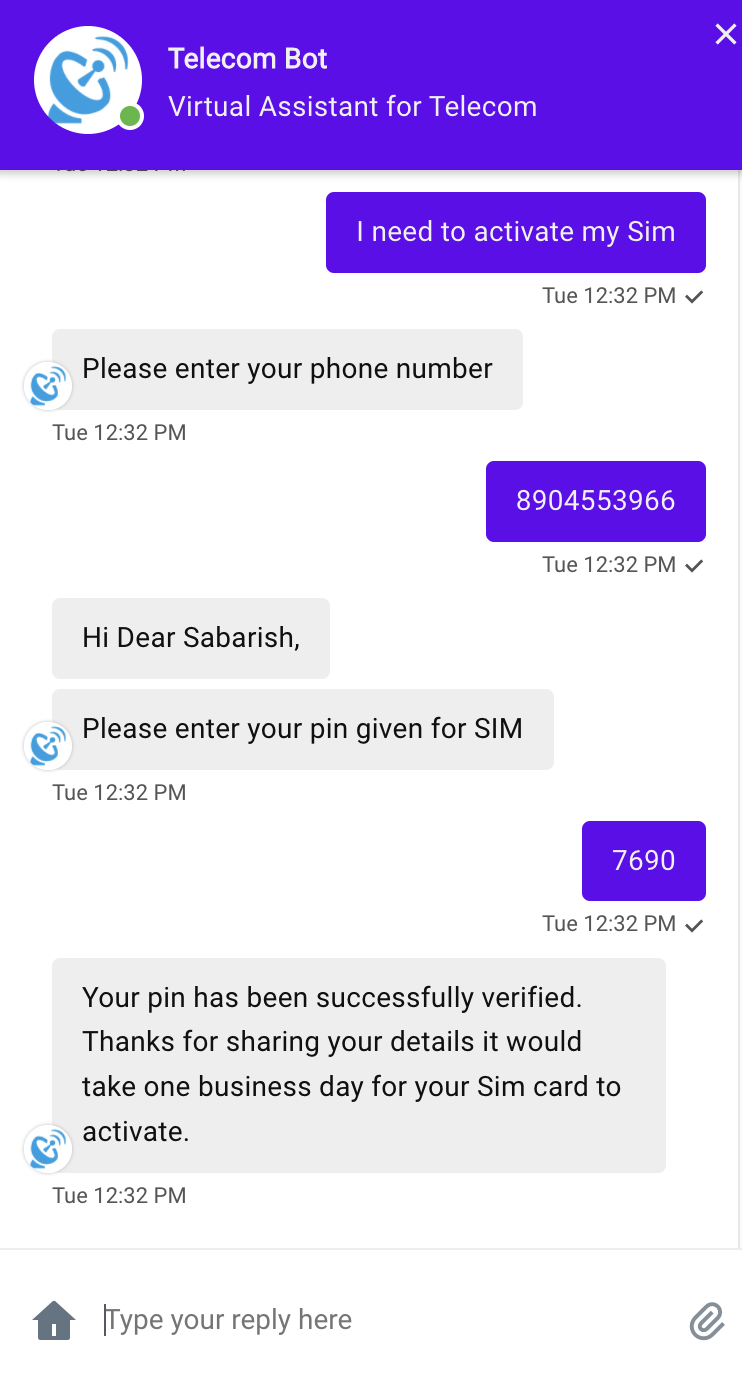 Telecom Bot
Virtual Assistant for Telecom
I need to activate my Sim
Tue 12:32 PM
Please enter your phone number
Tue 12:32 PM
8904553966
Tue 12:32 PM
Hi Dear Sabarish,
Please enter your pin given for SIM
Tue 12:32 PM
7690
Tue 12:32 PM
Your pin has been successfully verified.
Thanks for sharing your details it would
take one business day for your Sim card to
activate.
Tue 12:32 PM
Type your reply here